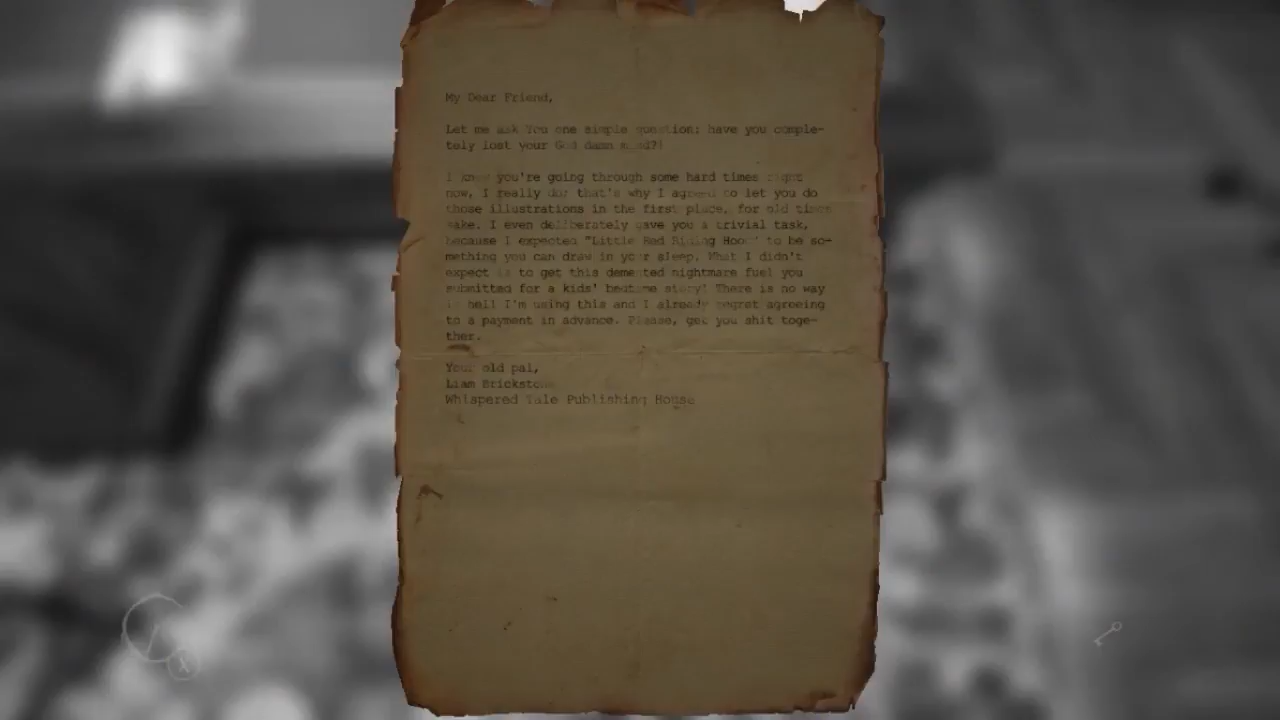 My Dear Friend,
Let me ask You one simple question: have you comple-
tely lost your God damn mind?!
I know you're going through some hard times right
now, I really do; that's why I agreed to let you do
those illustrations in the first place, for old times
sake. I even deliberately gave you a trivial task,
because I expected "Little Red Riding Hood" to be so-
mething you can draw in your sleep. What I didn't
expect is to get this demented nightmare fuel you
submitted for a kids' bedtime story! There is no way
in hell I'm using this and I already regret agreeing
to a payment in advance. Please, get you shit toge-
ther.
Your old pal,
Liam Brickstone
Whispered Tale Publishing House